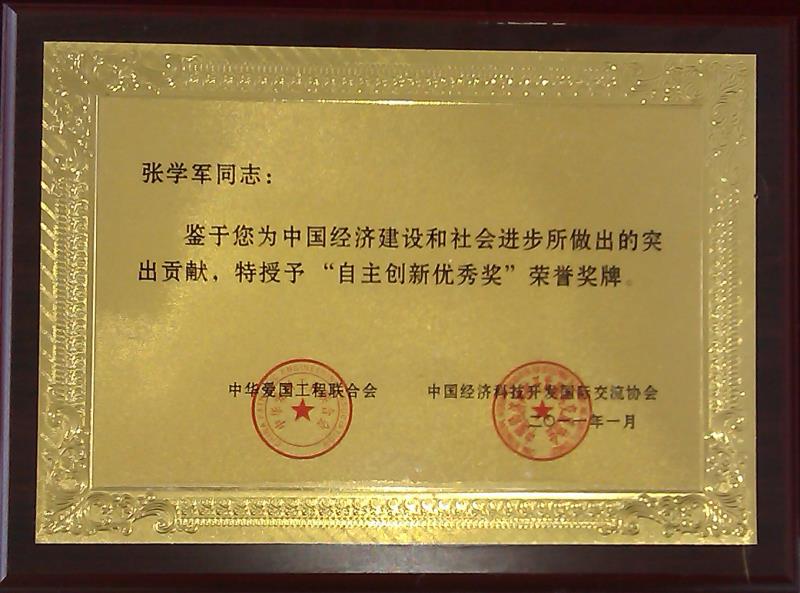 张学军同志：
鉴于您为中国经济建设和社会进步所做出的突
出贡献，特授予“自主创新优秀奖”荣誉奖牌。
中华爱国工程联合会
中国经济科技开发国际交流协会
二〇一一年一月